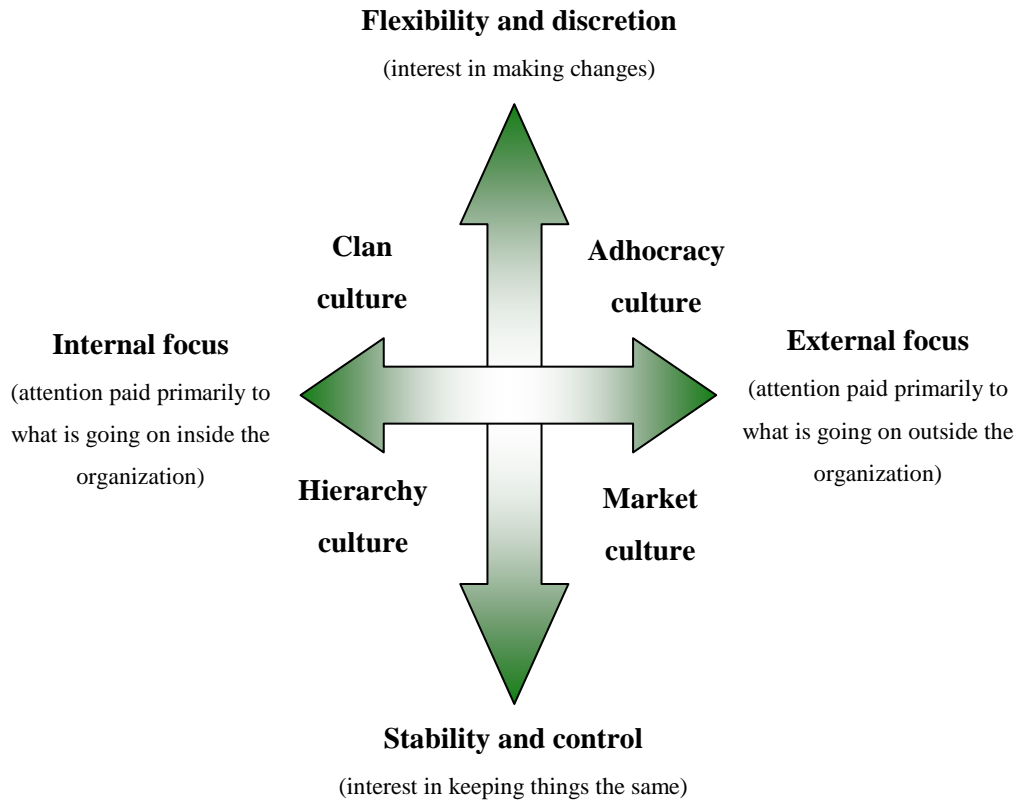 Flexibility and discretion
(interest in making changes)
Clan
culture
Adhocracy
culture
Internal focus
(attention paid primarily to
what is going on inside the
organization)
External focus
(attention paid primarily to
what is going on outside the
organization)
Hierarchy
culture
Market
culture
Stability and control
(interest in keeping things the same)